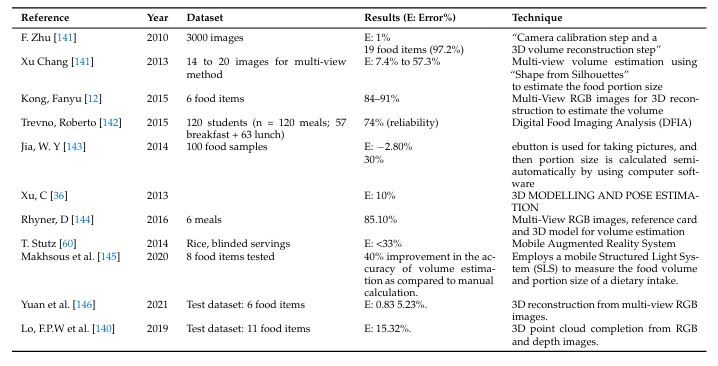 Reference Year Dataset Results (E: Error%) Technique
F. Zhu [141] 2010 3000 images E: 1% "Camera calibration step and a
19 food items (97.2%) 3D volume reconstruction step"
Xu Chang [141] 2013 14 to 20 images for multi-view E: 7.4% to 57.3% Multi-view volume estimation using
method "Shape from Silhouettes"
to estimate the food portion size
Kong, Fanyu [12] 2015 6 food items 84–91% Multi-View RGB images for 3D recon-
struction to estimate the volume
Trevno, Roberto [142] 2015 120 students (n = 120 meals; 57 74% (reliability) Digital Food Imaging Analysis (DFIA)
breakfast + 63 lunch)
Jia, W. Y [143] 2014 100 food samples E: −2.80% ebutton is used for taking pictures, and
30% then portion size is calculated semi-
automatically by using computer soft-
ware
Xu, C [36] 2013 E: 10% 3D MODELLING AND POSE ESTIMA-
TION
Rhyner, D [144] 2016 6 meals 85.10% Multi-View RGB images, reference card
and 3D model for volume estimation
T. Stutz [60] 2014 Rice, blinded servings E: <33% Mobile Augmented Reality System
Makhsous et al. [145] 2020 8 food items tested 40% improvement in the ac- Employs a mobile Structured Light Sys-
curacy of volume estima- tem (SLS) to measure the food volume
tion as compared to manual and portion size of a dietary intake.
calculation.
Yuan et al. [146] 2021 Test dataset: 6 food items E: 0.83 5.23%. 3D reconstruction from multi-view RGB
images.
Lo, F.P.W et al. [140] 2019 Test dataset: 11 food items E: 15.32%. 3D point cloud completion from RGB
and depth images.